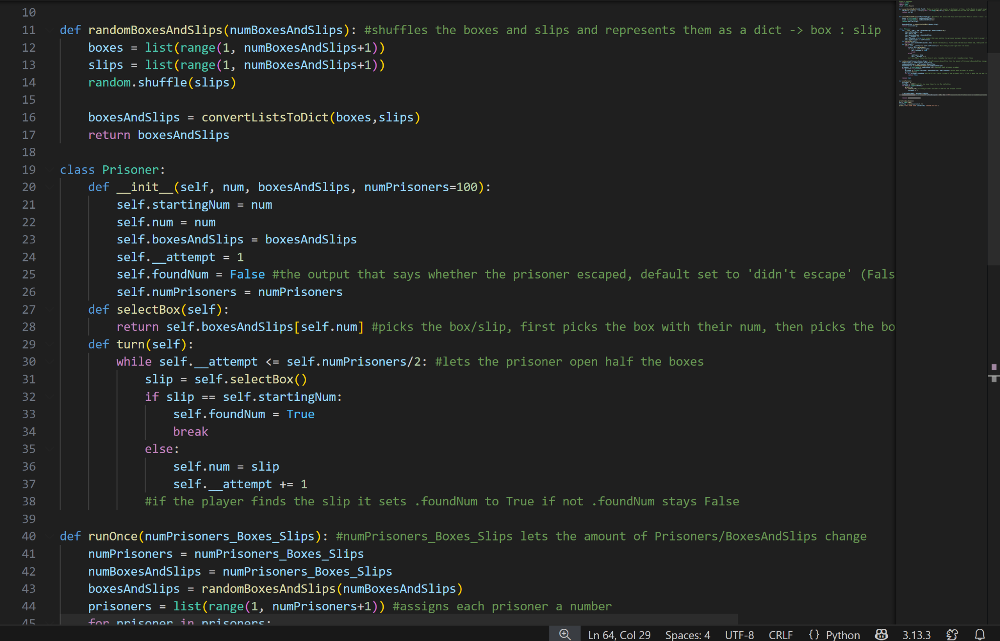 10
11 def randomBoxesAndSlips(numBoxesAndSlips): #shuffles the boxes and slips and represents them as a dict -> box : slip
12     boxes = list(range(1, numBoxesAndSlips+1))
13     slips = list(range(1, numBoxesAndSlips+1))
14     random.shuffle(slips)
15
16     boxesAndSlips = convertListsToDict(boxes,slips)
17     return boxesAndSlips
18
19 class Prisoner:
20     def __init__(self, num, boxesAndSlips, numPrisoners=100):
21         self.startingNum = num
22         self.num = num
23         self.boxesAndSlips = boxesAndSlips
24         self.__attempt = 1
25         self.foundNum = False #the output that says whether the prisoner escaped, default set to 'didn't escape' (Fals
26         self.numPrisoners = numPrisoners
27     def selectBox(self):
28         return self.boxesAndSlips[self.num] #picks the box/slip, first picks the box with their num, then picks the bo
29     def turn(self):
30         while self.__attempt <= self.numPrisoners/2: #lets the prisoner open half the boxes
31             slip = self.selectBox()
32             if slip == self.startingNum:
33                 self.foundNum = True
34                 break
35             else:
36                 self.num = slip
37                 self.__attempt += 1
38             #if the player finds the slip it sets .foundNum to True if not .foundNum stays False
39
40 def runOnce(numPrisoners_Boxes_Slips): #numPrisoners_Boxes_Slips lets the amount of Prisoners/BoxesAndSlips change
41     numPrisoners = numPrisoners_Boxes_Slips
42     numBoxesAndSlips = numPrisoners_Boxes_Slips
43     boxesAndSlips = randomBoxesAndSlips(numBoxesAndSlips)
44     prisoners = list(range(1, numPrisoners+1)) #assigns each prisoner a number
45     for prisoner in prisoners:
Ln 64, Col 29 Spaces: 4 UTF-8 CRLF {} Python 3.13.3